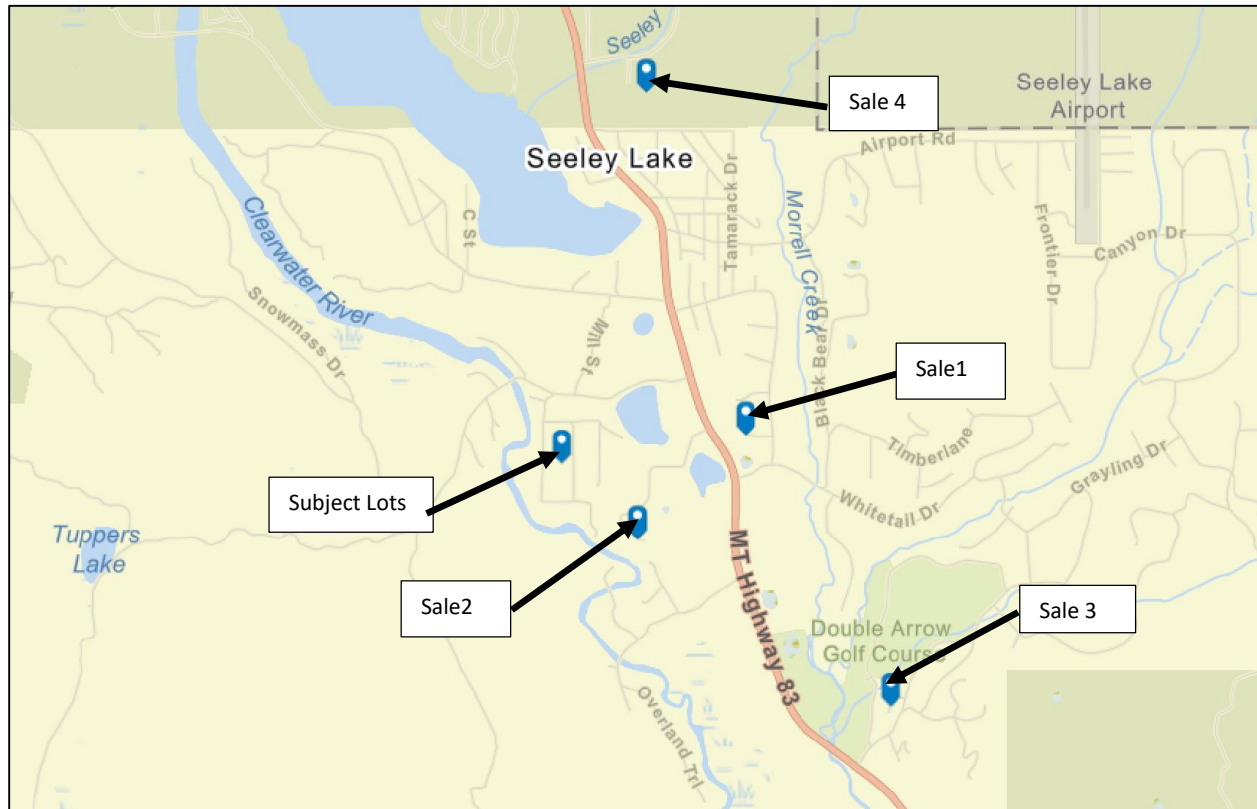 Seeley
Sale 4
Seeley Lake
Airport
Airport Rd
Seeley Lake
Tamarack Dr
Morrell Creek
C St
Frontier Dr
Canyon Dr
Clearwater River
Snowmass Dr
Mill St
Black Bear Dr
Sale1
Timberlane
Grayling Dr
Subject Lots
Whitetail Dr
Tuppers
Lake
MT Highway 83
Sale2
Sale 3
Double Arrow
Golf Course
Overland Trl